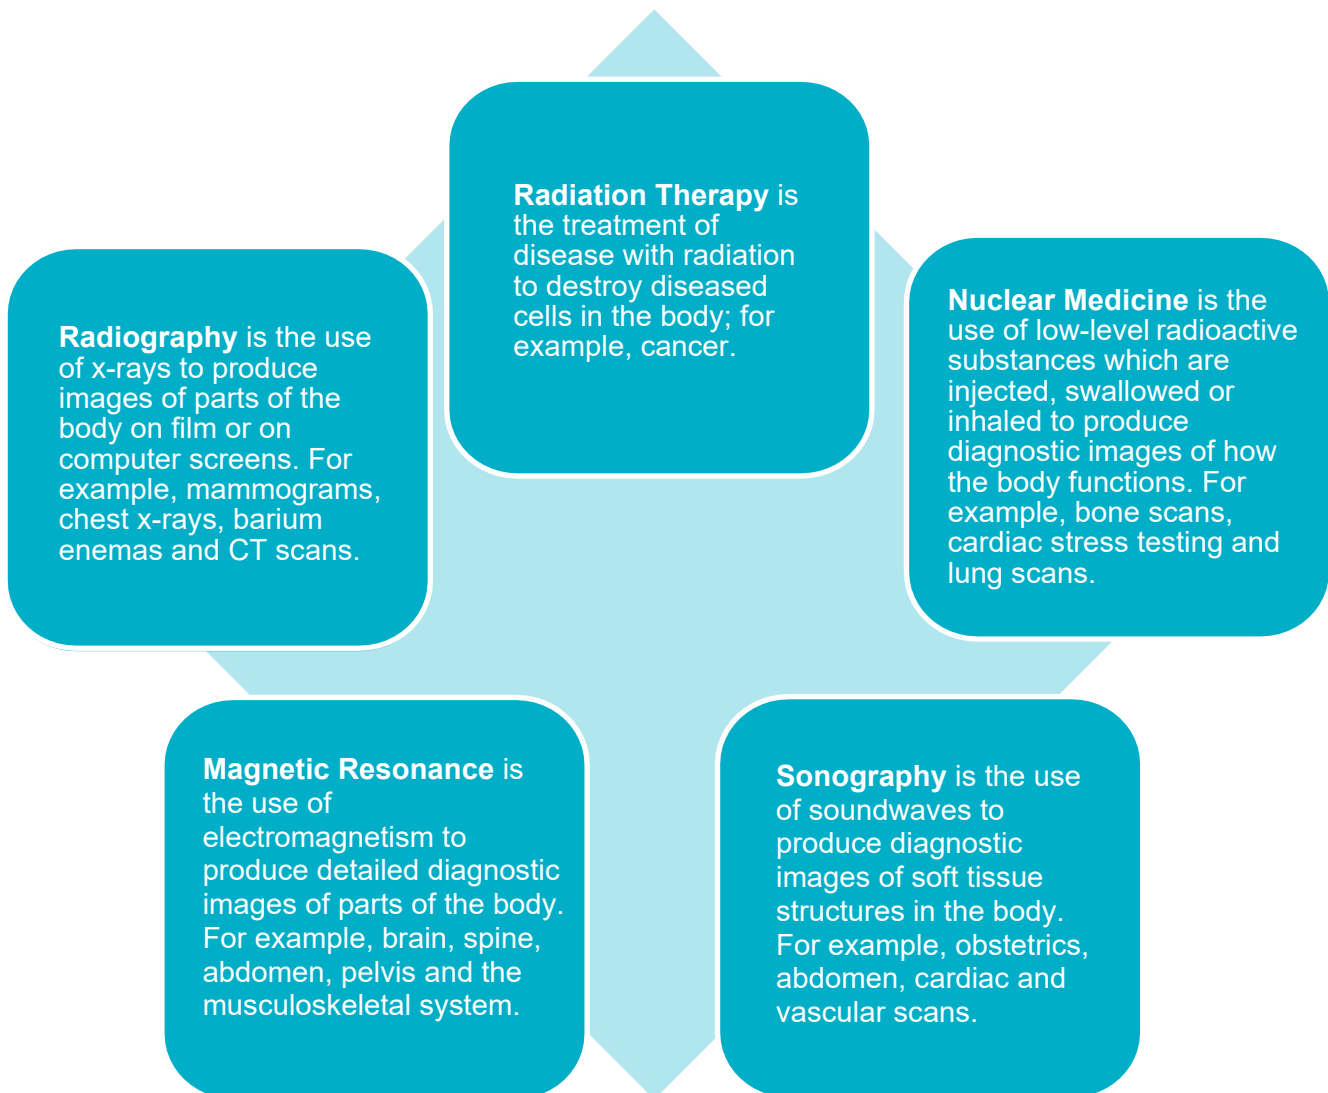 Radiation Therapy is
the treatment of
disease with radiation
to destroy diseased
cells in the body; for
example, cancer.
Radiography is the use
of x-rays to produce
images of parts of the
body on film or on
computer screens. For
example, mammograms,
chest x-rays, barium
enemas and CT scans.
Nuclear Medicine is the
use of low-level radioactive
substances which are
injected, swallowed or
inhaled to produce
diagnostic images of how
the body functions. For
example, bone scans,
cardiac stress testing and
lung scans.
Magnetic Resonance is
the use of
electromagnetism to
produce detailed diagnostic
images of parts of the body.
For example, brain, spine,
abdomen, pelvis and the
musculoskeletal system.
Sonography is the use
of soundwaves to
produce diagnostic
images of soft tissue
structures in the body.
For example, obstetrics,
abdomen, cardiac and
vascular scans.